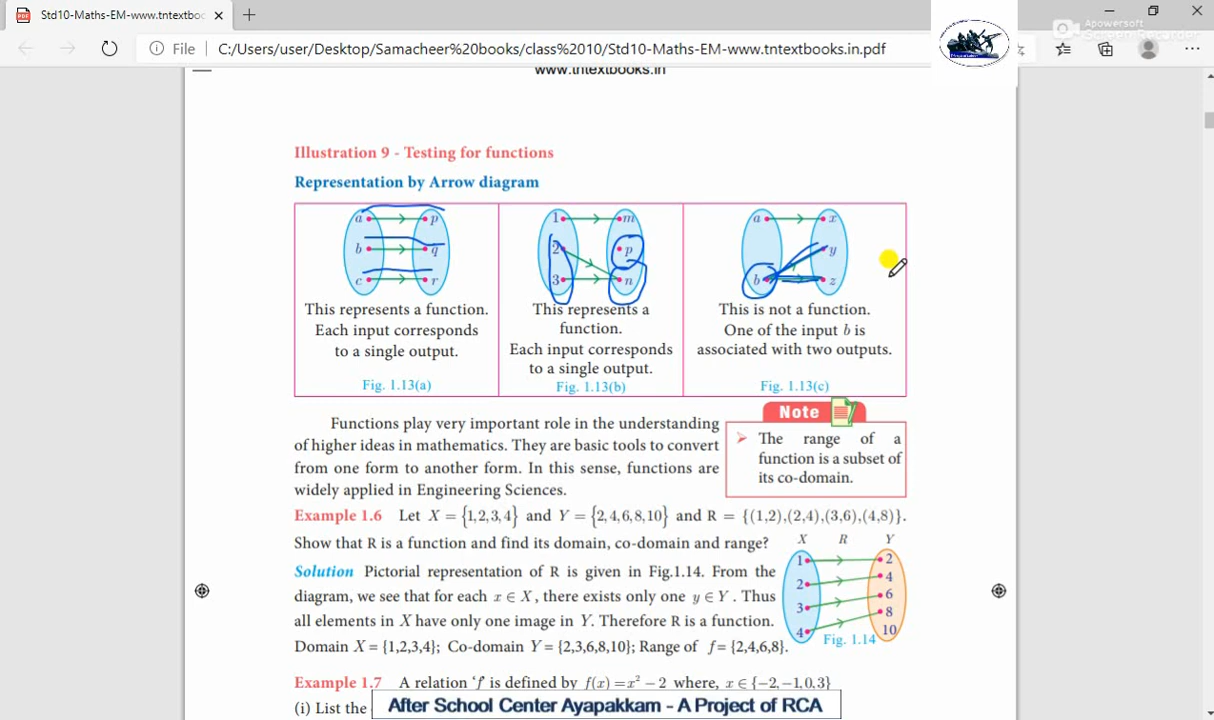 Std10-Maths-EM-www.tntextbooc
File C:/Users/user/Desktop/Samacheer%20books/class%2010/Std10-Maths-EM-www.tntextbooks.in.pdf
Apowersoft
Screen Recorder
www.tntextbooks.in
Illustration 9 - Testing for functions
Representation by Arrow diagram
a p 1 m a x
b q 2 p y
c r 3 n b z
This represents a function.
Each input corresponds
to a single output.
Fig. 1.13(a)
This represents a
function.
Each input corresponds
to a single output.
Fig. 1.13(b)
This is not a function.
One of the input b is
associated with two outputs.
Fig. 1.13(c)
Functions play very important role in the understanding
of higher ideas in mathematics. They are basic tools to convert
from one form to another form. In this sense, functions are
widely applied in Engineering Sciences.
Note
The range of a
function is a subset of
its co-domain.
Example 1.6 Let X = {1,2,3,4} and Y = {2,4,6,8,10} and R = {(1,2),(2,4),(3,6),(4,8)}.
Show that R is a function and find its domain, co-domain and range?
Solution Pictorial representation of R is given in Fig.1.14. From the
diagram, we see that for each x ∈ X, there exists only one y ∈ Y. Thus
all elements in X have only one image in Y. Therefore R is a function.
Domain X = {1,2,3,4}; Co-domain Y = {2,3,6,8,10}; Range of f = {2,4,6,8}.
X R Y
1 2
2 4
3 6
8
4 10
Fig. 1.14
Example 1.7 A relation 'f' is defined by f(x) = x² − 2 where, x ∈ {−2,−1,0,3}
(i) List the
After School Center Ayapakkam - A Project of RCA